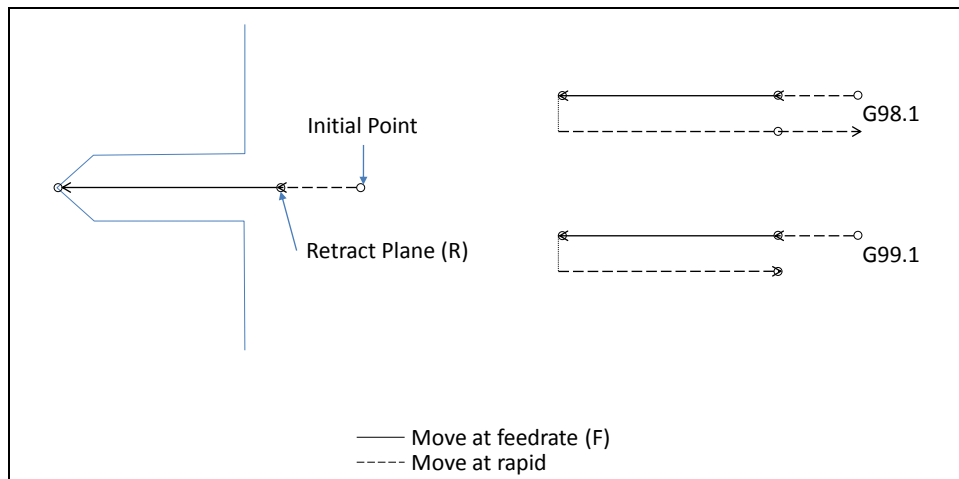 Initial Point
Retract Plane (R)
G98.1
G99.1
Move at feedrate (F)
Move at rapid